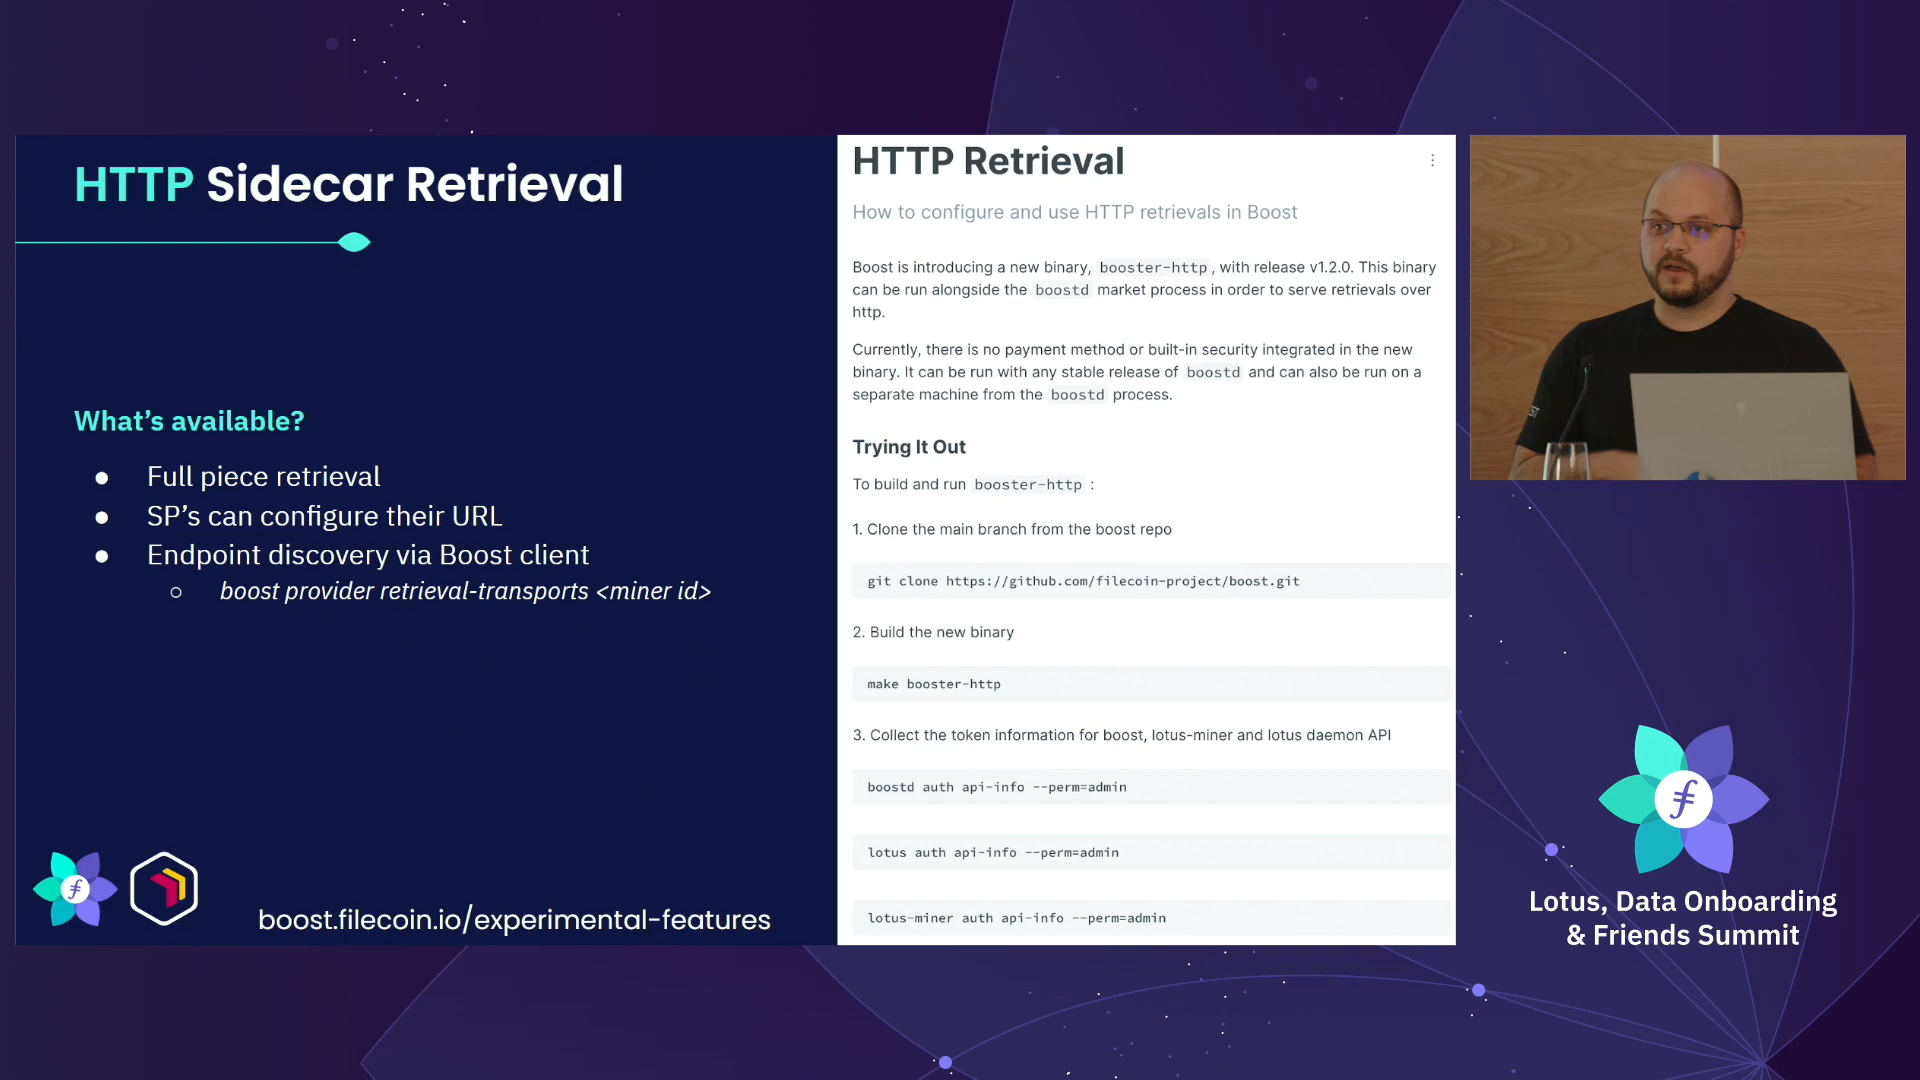 HTTP Sidecar Retrieval
What's available?
● Full piece retrieval
● SP's can configure their URL
● Endpoint discovery via Boost client
○ boost provider retrieval-transports <miner id>
boost.filecoin.io/experimental-features
HTTP Retrieval
How to configure and use HTTP retrievals in Boost
Boost is introducing a new binary, booster-http, with release v1.2.0. This binary
can be run alongside the boostd market process in order to serve retrievals over
http.
Currently, there is no payment method or built-in security integrated in the new
binary. It can be run with any stable release of boostd and can also be run on a
separate machine from the boostd process.
Trying It Out
To build and run booster-http :
1. Clone the main branch from the boost repo
git clone https://github.com/filecoin-project/boost.git
2. Build the new binary
make booster-http
3. Collect the token information for boost, lotus-miner and lotus daemon API
boostd auth api-info --perm=admin
lotus auth api-info --perm=admin
lotus-miner auth api-info --perm=admin
Lotus, Data Onboarding
& Friends Summit